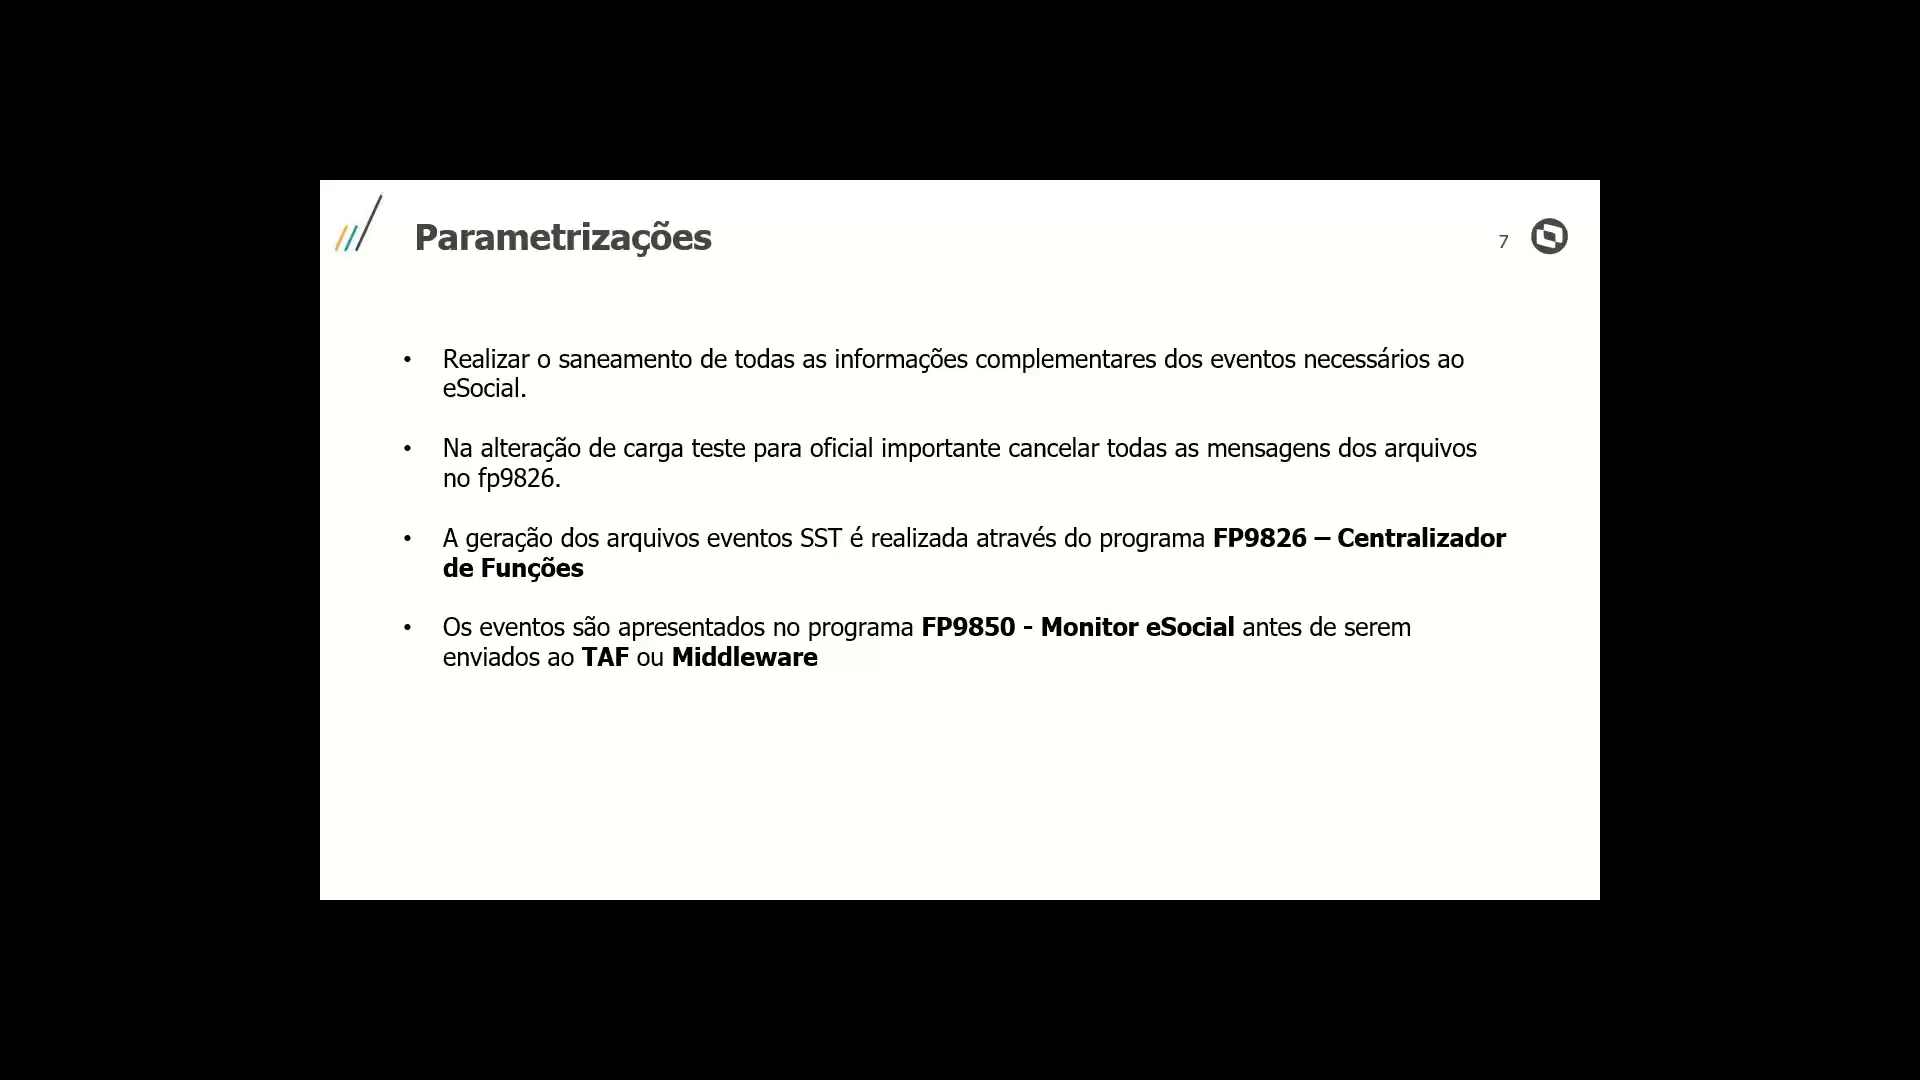 Parametrizações
7
• Realizar o saneamento de todas as informações complementares dos eventos necessários ao
eSocial.
• Na alteração de carga teste para oficial importante cancelar todas as mensagens dos arquivos
no fp9826.
• A geração dos arquivos eventos SST é realizada através do programa FP9826 – Centralizador
de Funções
• Os eventos são apresentados no programa FP9850 - Monitor eSocial antes de serem
enviados ao TAF ou Middleware